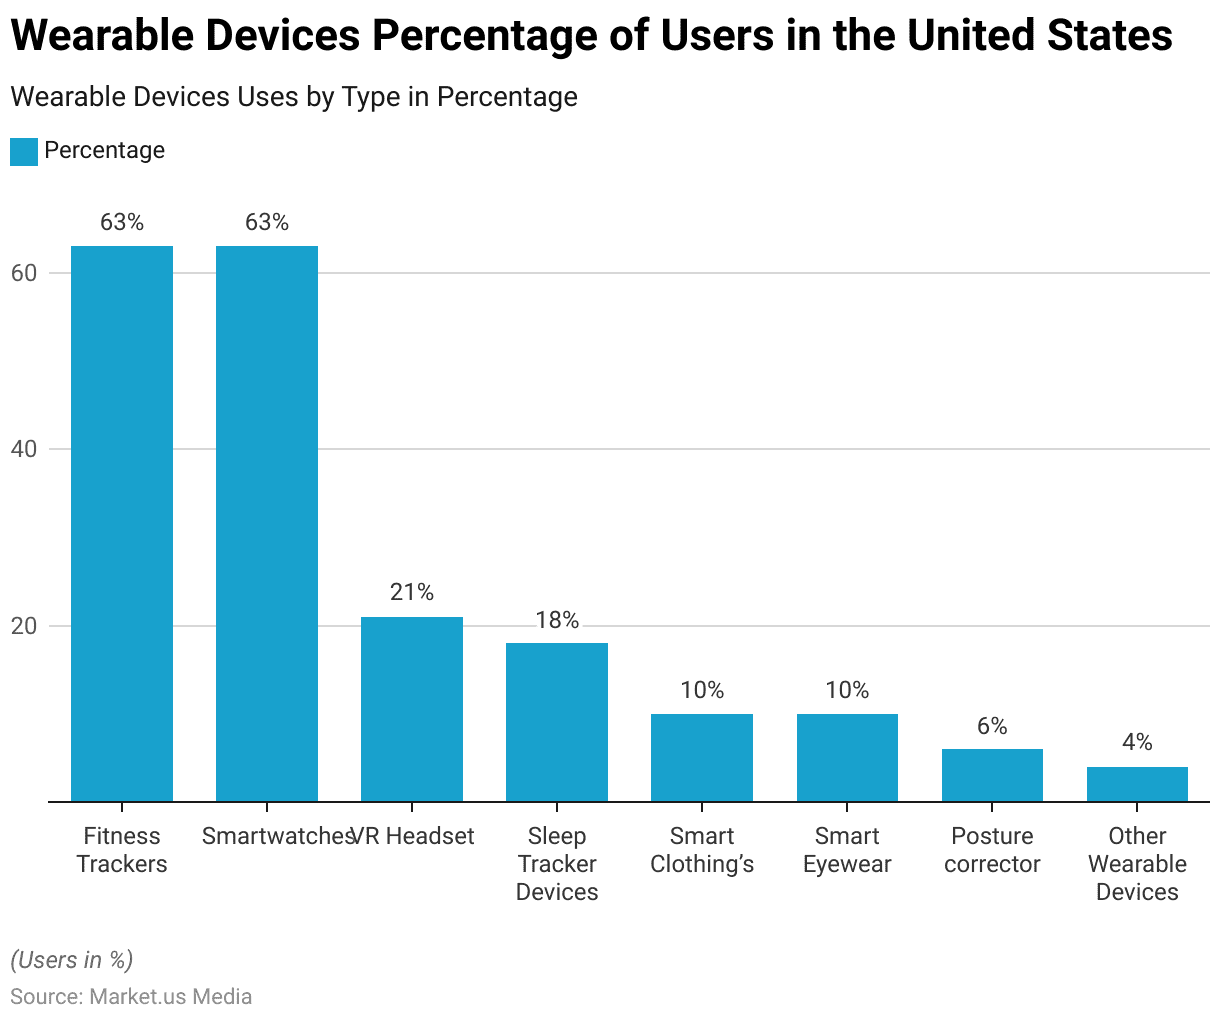 Wearable Devices Percentage of Users in the United States
Wearable Devices Uses by Type in Percentage
Percentage
63%
63%
21%
18%
10%
10%
6%
4%
60
40
20
Fitness
Trackers
Smartwatches
VR Headset
Sleep
Tracker
Devices
Smart
Clothing’s
Smart
Eyewear
Posture
corrector
Other
Wearable
Devices
(Users in %)
Source: Market.us Media